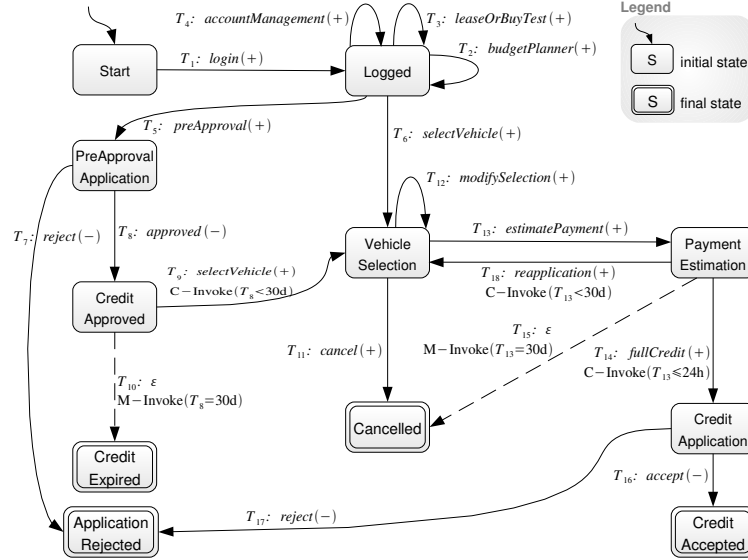 Legend
S
initial state
S
final state
T₄: accountManagement(+)
T₃: leaseOrBuyTest(+)
Start
T₁: login(+)
Logged
T₂: budgetPlanner(+)
T₅: preApproval(+)
T₆: selectVehicle(+)
PreApproval
Application
T₁₂: modifySelection(+)
T₇: reject(−)
T₈: approved(−)
Vehicle
Selection
T₁₃: estimatePayment(+)
Payment
Estimation
T₉: selectVehicle(+)
C−Invoke(T₈<30d)
T₁₈: reapplication(+)
C−Invoke(T₁₃<30d)
Credit
Approved
T₁₁: cancel(+)
T₁₅: ε
M−Invoke(T₁₃=30d)
T₁₄: fullCredit(+)
C−Invoke(T₁₃⩽24h)
T₁₀: ε
M−Invoke(T₈=30d)
Cancelled
Credit
Application
Credit
Expired
T₁₆: accept(−)
Application
Rejected
T₁₇: reject(−)
Credit
Accepted